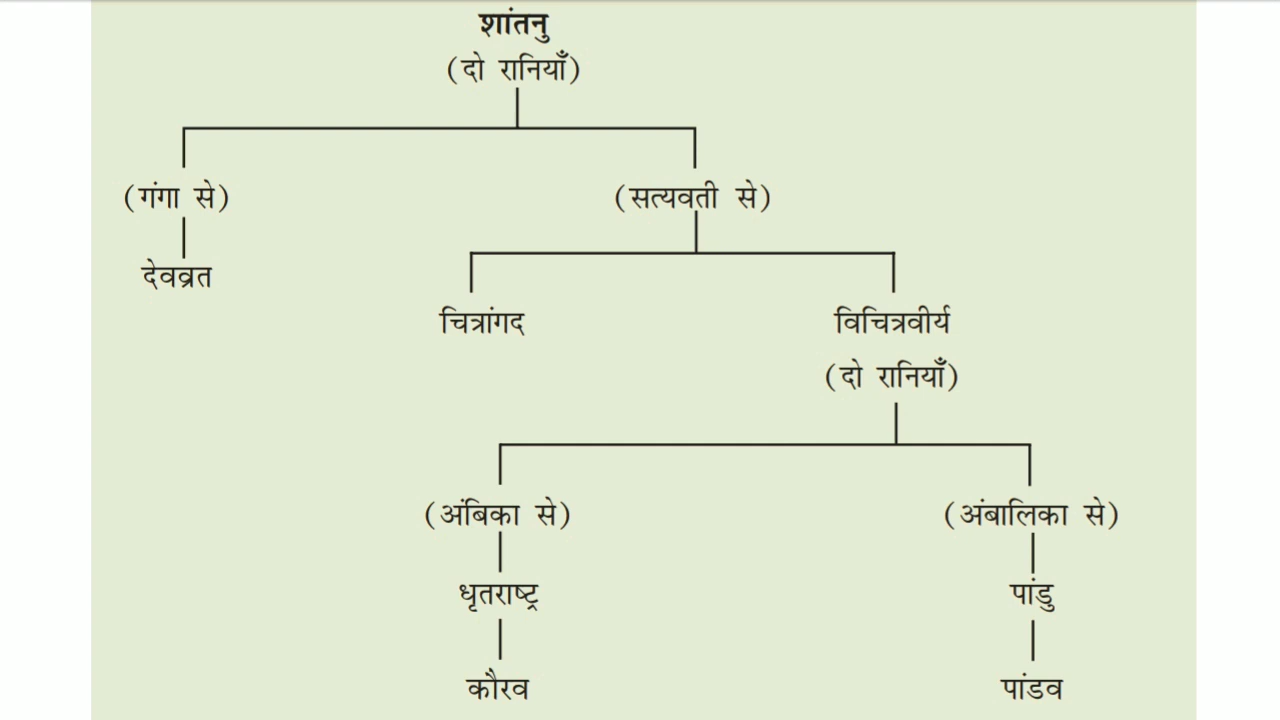 शांतनु
(दो रानियाँ)
(गंगा से)
(सत्यवती से)
देवव्रत
चित्रांगद
विचित्रवीर्य
(दो रानियाँ)
(अंबिका से)
(अंबालिका से)
धृतराष्ट्र
पांडु
कौरव
पांडव